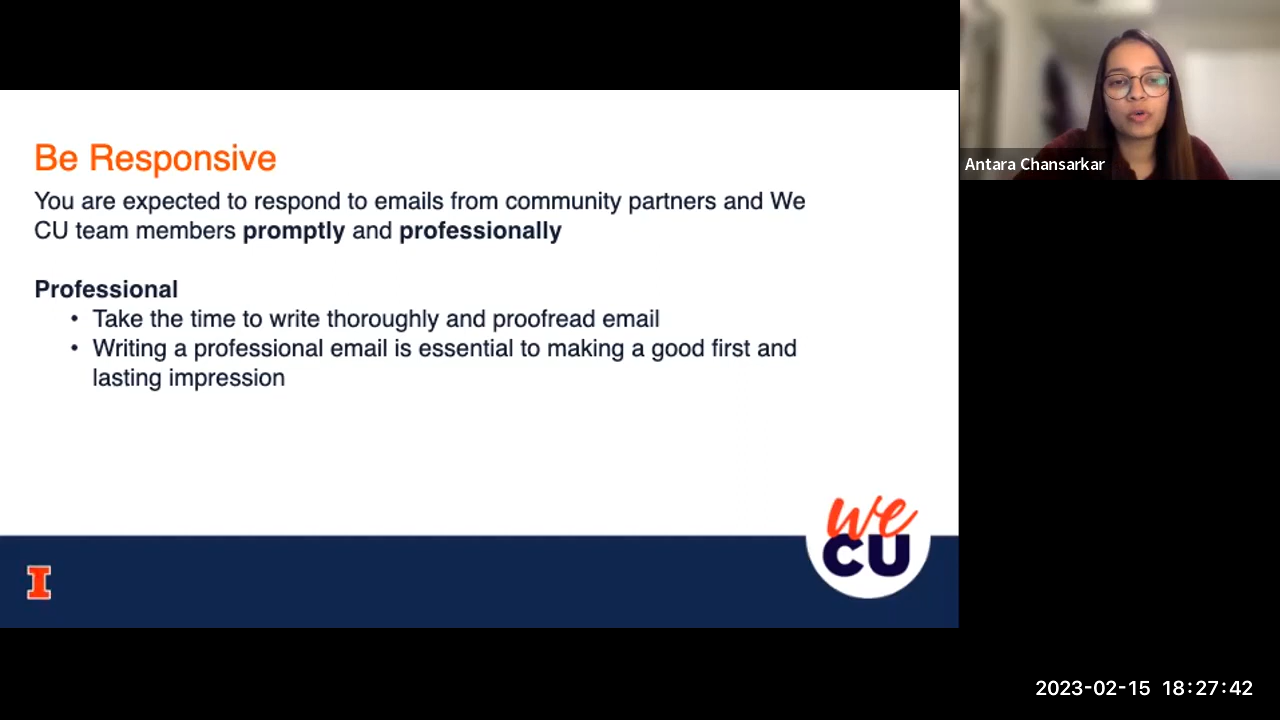 Be Responsive
You are expected to respond to emails from community partners and We
CU team members promptly and professionally
Professional
• Take the time to write thoroughly and proofread email
• Writing a professional email is essential to making a good first and
lasting impression
we
CU
I
Antara Chansarkar
2023-02-15 18:27:42